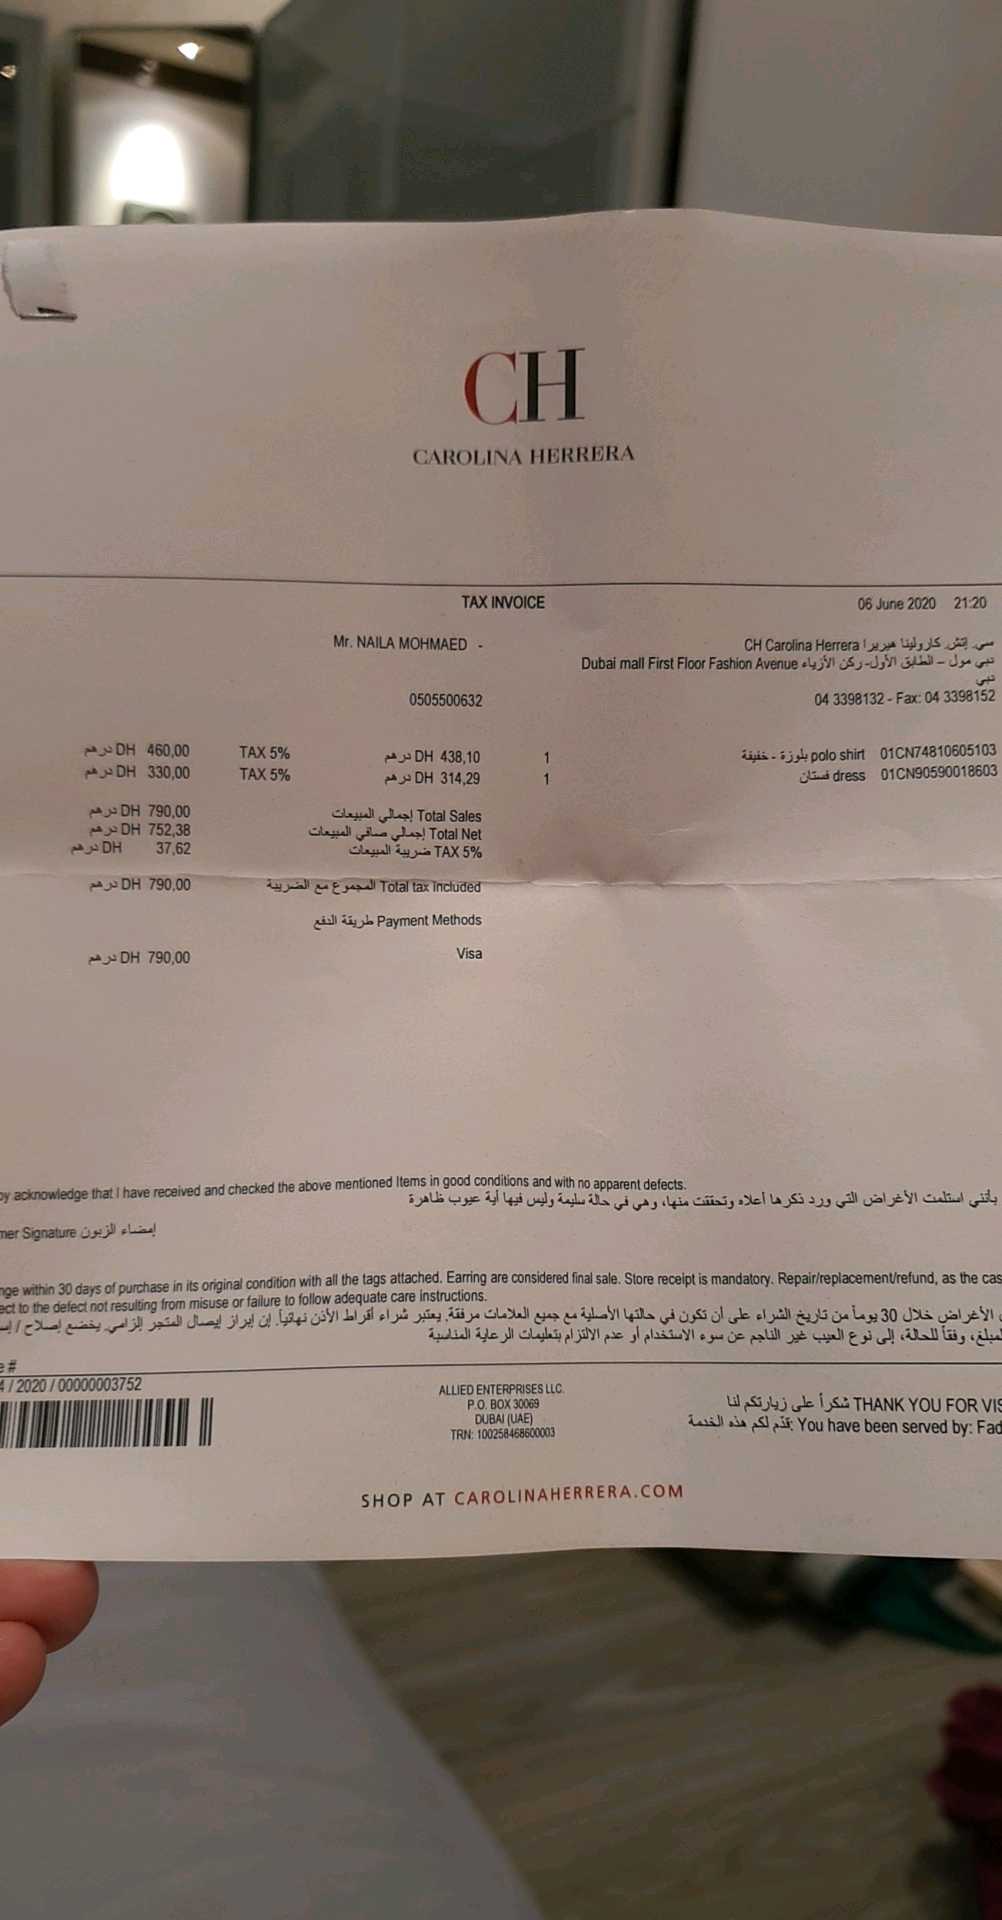 CH
CAROLINA HERRERA
TAX INVOICE
06 June 2020 21:20
Mr. NAILA MOHMAED -
سي. إتش. كارولينا هيريرا CH Carolina Herrera
دبي مول – الطابق الأول- ركن الأزياء Dubai mall First Floor Fashion Avenue
دبي
0505500632
04 3398132 - Fax: 04 3398152
درهم DH 460,00 TAX 5% درهم DH 438,10 1 بلوزة - خفيفة polo shirt 01CN74810605103
درهم DH 330,00 TAX 5% درهم DH 314,29 1 فستان dress 01CN90590018603
درهم DH 790,00 إجمالي المبيعات Total Sales
درهم DH 752,38 إجمالي صافي المبيعات Total Net
درهم DH 37,62 ضريبة المبيعات TAX 5%
درهم DH 790,00 المجموع مع الضريبة Total tax included
طريقة الدفع Payment Methods
درهم DH 790,00 Visa
by acknowledge that I have received and checked the above mentioned Items in good conditions and with no apparent defects.
بأنني استلمت الأغراض التي ورد ذكرها أعلاه وتحققت منها، وهي في حالة سليمة وليس فيها أية عيوب ظاهرة
mer Signature إمضاء الزبون
nge within 30 days of purchase in its original condition with all the tags attached. Earring are considered final sale. Store receipt is mandatory. Repair/replacement/refund, as the cas
ect to the defect not resulting from misuse or failure to follow adequate care instructions.
الأغراض خلال 30 يوماً من تاريخ الشراء على أن تكون في حالتها الأصلية مع جميع العلامات مرفقة. يعتبر شراء أقراط الأذن نهائياً. إن إبراز إيصال المتجر إلزامي. يخضع إصلاح / إس
المبلغ، وفقاً للحالة، إلى نوع العيب غير الناجم عن سوء الاستخدام أو عدم الالتزام بتعليمات الرعاية المناسبة
e #
4 / 2020 / 00000003752
ALLIED ENTERPRISES LLC.
P.O. BOX 30069
DUBAI (UAE)
TRN: 100258468600003
شكراً على زيارتكم لنا THANK YOU FOR VIS
قدّم لكم هذه الخدمة: You have been served by: Fad
SHOP AT CAROLINAHERRERA.COM